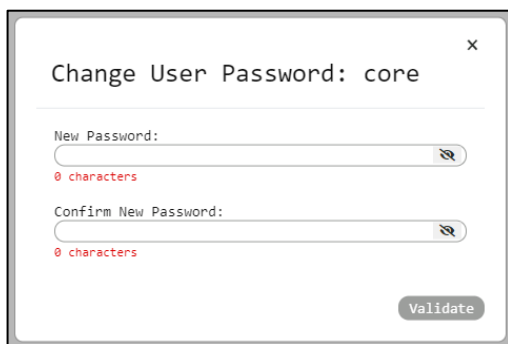 ×
Change User Password: core
New Password:
0 characters
Confirm New Password:
0 characters
Validate